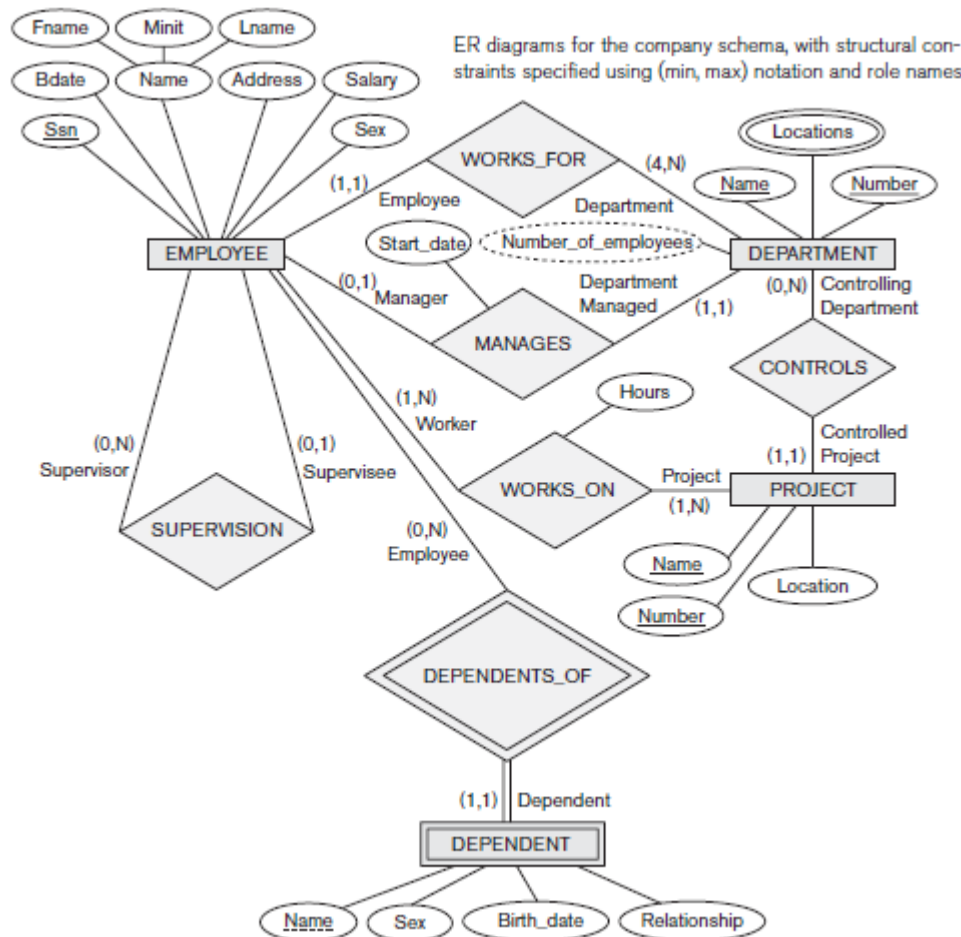 Fname
Minit
Lname
ER diagrams for the company schema, with structural con-
straints specified using (min, max) notation and role names
Bdate
Name
Address
Salary
Ssn
Sex
Locations
WORKS_FOR
(1,1)
Employee
(4,N)
Department
Name
Number
Start_date
Number_of_employees
EMPLOYEE
DEPARTMENT
(0,1)
Manager
Department
Managed
(1,1)
(0,N)
Controlling
Department
MANAGES
CONTROLS
Hours
(1,N)
Worker
(0,N)
Supervisor
(0,1)
Supervisee
Controlled
Project
(1,1)
Project
(1,N)
WORKS_ON
PROJECT
SUPERVISION
(0,N)
Employee
Name
Location
Number
DEPENDENTS_OF
(1,1)
Dependent
DEPENDENT
Name
Sex
Birth_date
Relationship